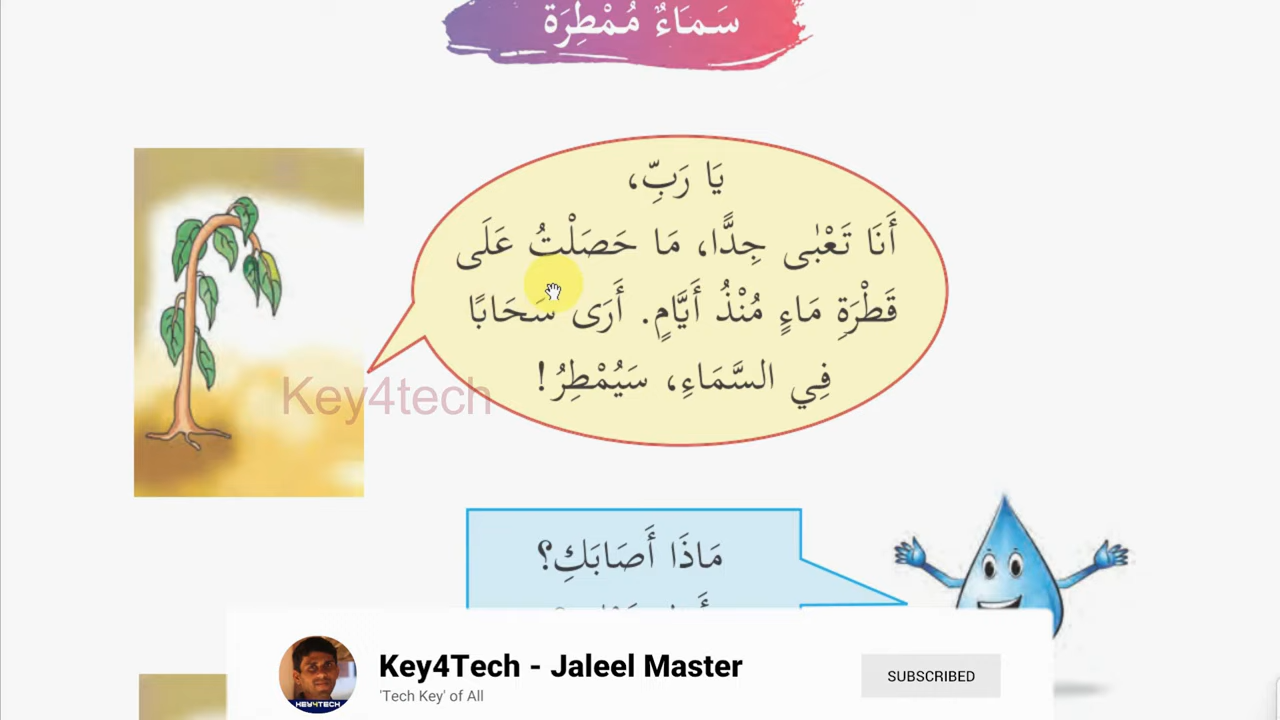 سَمَاءٌ مُمْطِرَة
يَا رَبِّ،
أَنَا تَعْبٰى جِدًّا، مَا حَصَلْتُ عَلَى
قَطْرَةِ مَاءٍ مُنْذُ أَيَّامٍ. أَرَى سَحَابًا
فِي السَّمَاءِ، سَيُمْطِرُ!
Key4tech
مَاذَا أَصَابَكِ؟
Key4Tech - Jaleel Master
SUBSCRIBED
'Tech Key' of All
KEY4TECH